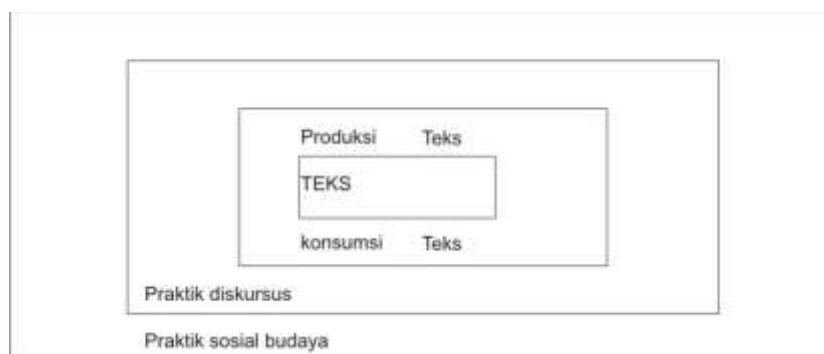 Produksi Teks
TEKS
konsumsi Teks
Praktik diskursus
Praktik sosial budaya